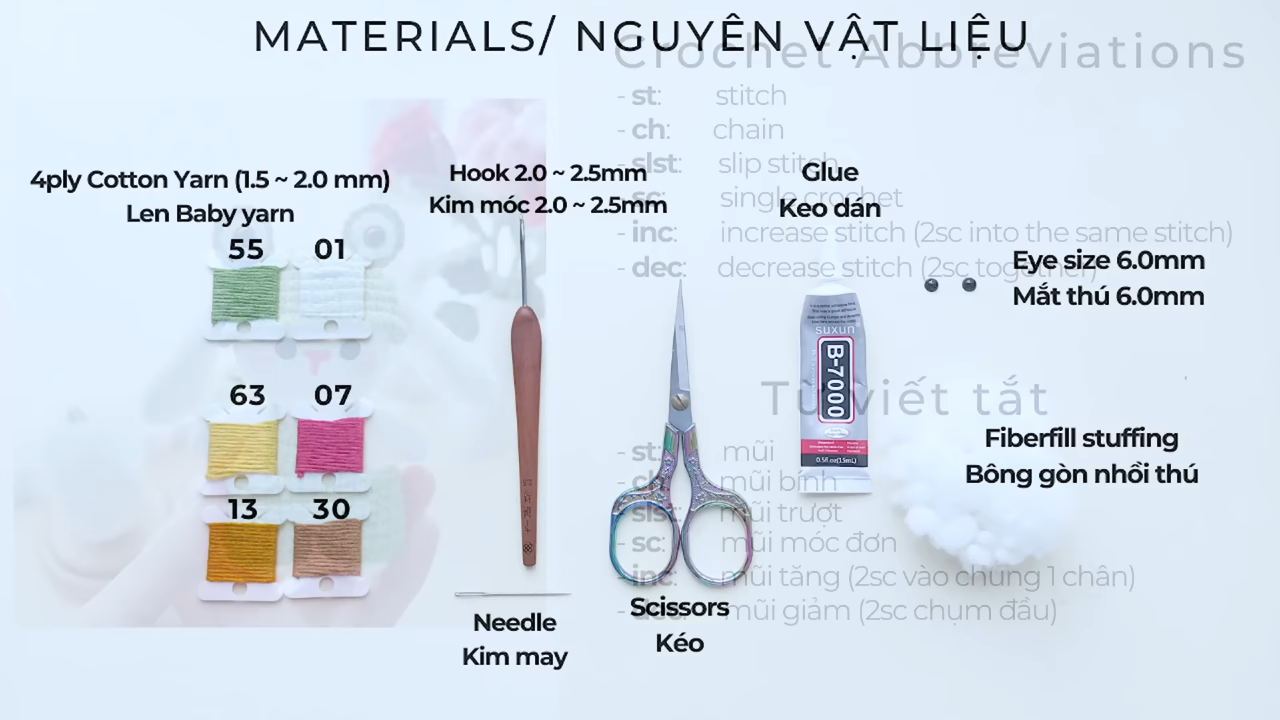 MATERIALS/ NGUYÊN VẬT LIỆU
Crochet Abbreviations
- st: stitch
- ch: chain
- slst: slip stitch
- sc: single crochet
- inc: increase stitch (2sc into the same stitch)
- dec: decrease stitch (2sc together)
4ply Cotton Yarn (1.5 ~ 2.0 mm)
Len Baby yarn
55 01
63 07
13 30
Hook 2.0 ~ 2.5mm
Kim móc 2.0 ~ 2.5mm
Needle
Kim may
Scissors
Kéo
Glue
Keo dán
suxun
B-7000
0.5fl.oz(15mL)
Eye size 6.0mm
Mắt thú 6.0mm
Fiberfill stuffing
Bông gòn nhồi thú
Từ viết tắt
- st: mũi
- ch: mũi bính
- slst: mũi trượt
- sc: mũi móc đơn
- inc: mũi tăng (2sc vào chung 1 chân)
- dec: mũi giảm (2sc chụm đầu)